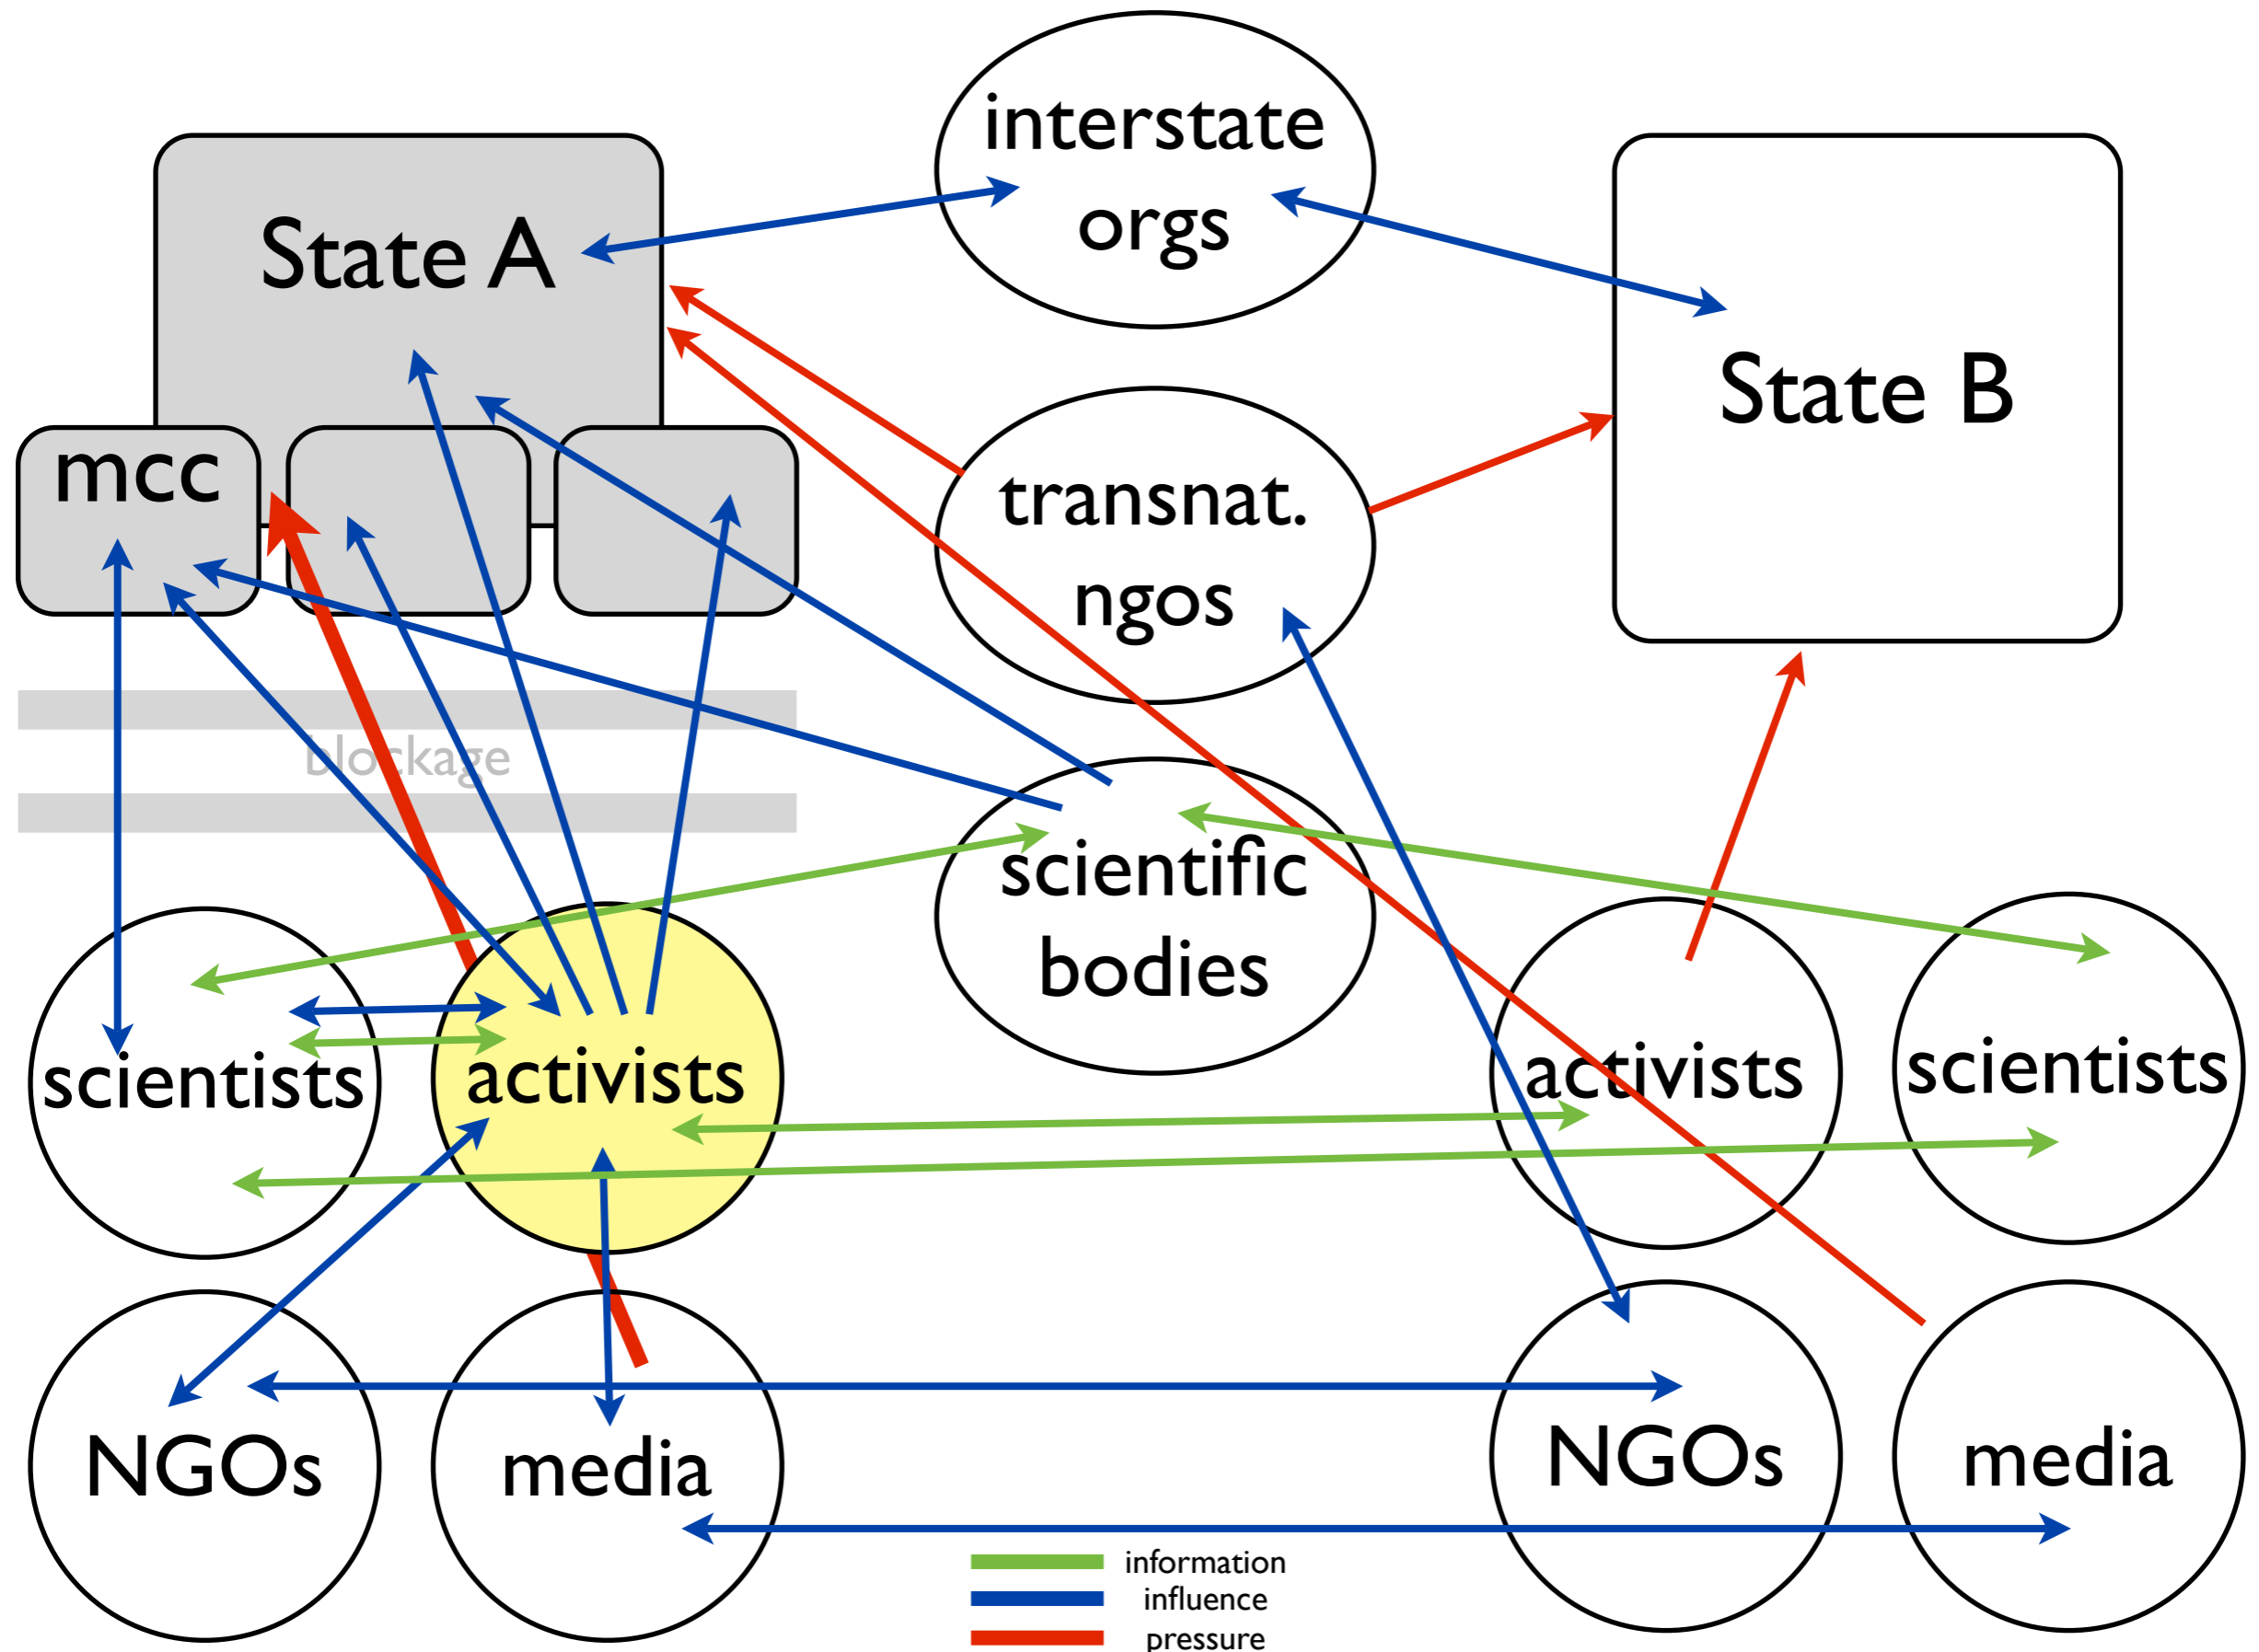 interstate
orgs
State A
State B
mcc
transnat.
ngos
blockage
scientific
bodies
scientists
activists
activists
scientists
NGOs
media
NGOs
media
information
influence
pressure